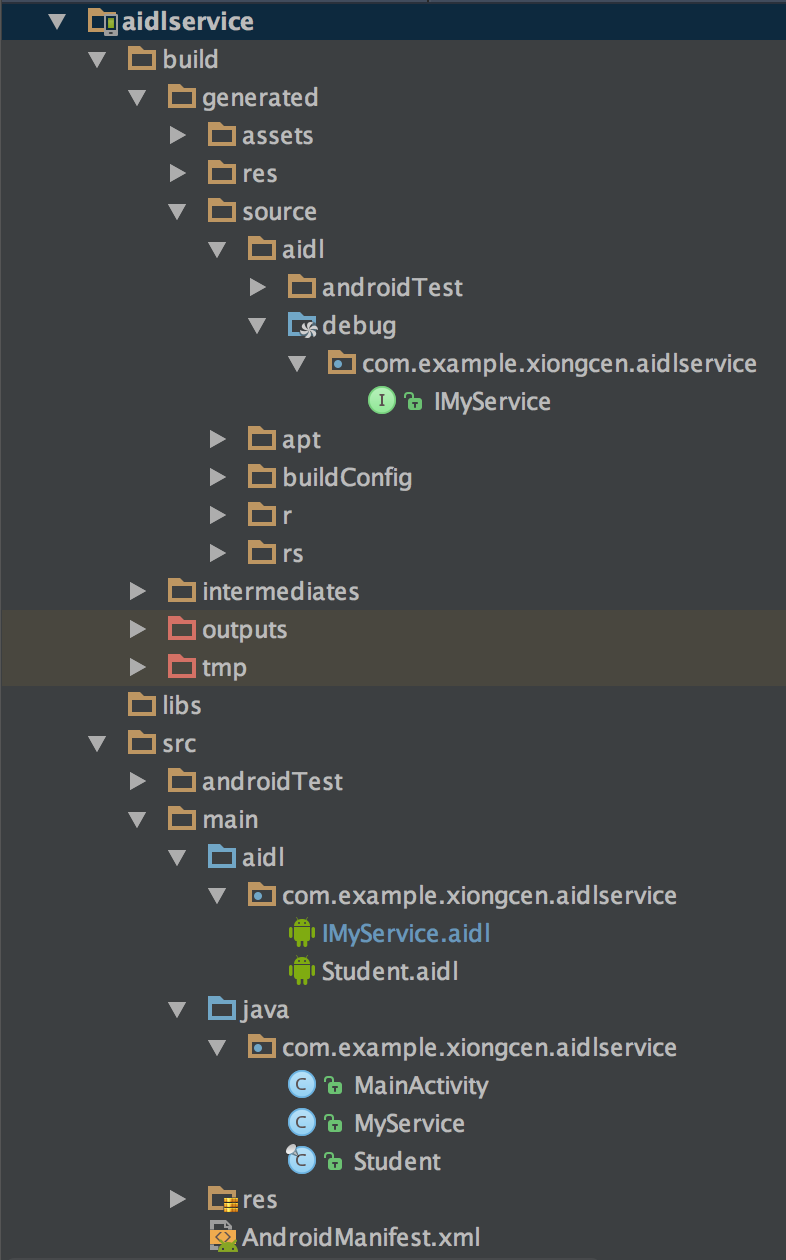 aidlservice
build
generated
assets
res
source
aidl
androidTest
debug
com.example.xiongcen.aidlservice
IMyService
apt
buildConfig
r
rs
intermediates
outputs
tmp
libs
src
androidTest
main
aidl
com.example.xiongcen.aidlservice
IMyService.aidl
Student.aidl
java
com.example.xiongcen.aidlservice
MainActivity
MyService
Student
res
AndroidManifest.xml